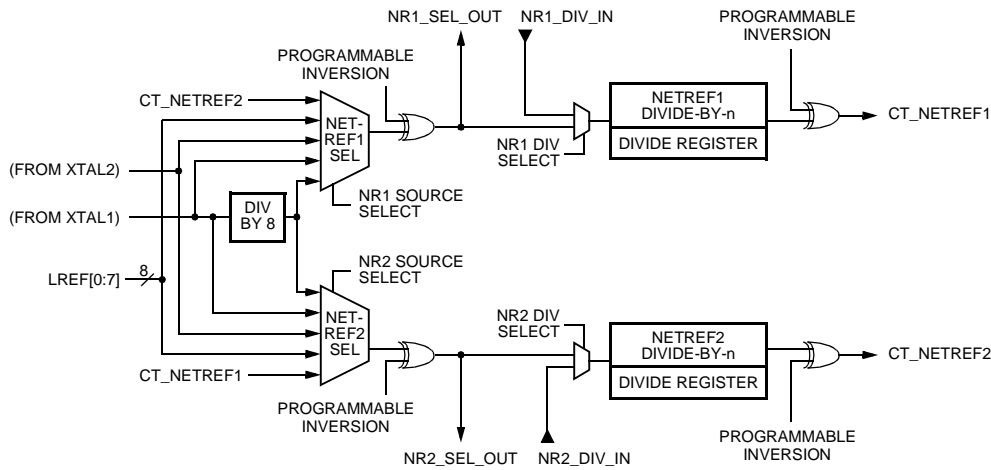 NR1_SEL_OUT
NR1_DIV_IN
PROGRAMMABLE
INVERSION
PROGRAMMABLE
INVERSION
CT_NETREF2
NET-
REF1
SEL
NETREF1
DIVIDE-BY-n
DIVIDE REGISTER
CT_NETREF1
NR1 DIV
SELECT
(FROM XTAL2)
NR1 SOURCE
SELECT
(FROM XTAL1)
DIV
BY 8
LREF[0:7]
8
NR2 SOURCE
SELECT
NET-
REF2
SEL
NR2 DIV
SELECT
NETREF2
DIVIDE-BY-n
DIVIDE REGISTER
CT_NETREF2
CT_NETREF1
PROGRAMMABLE
INVERSION
PROGRAMMABLE
INVERSION
NR2_SEL_OUT
NR2_DIV_IN